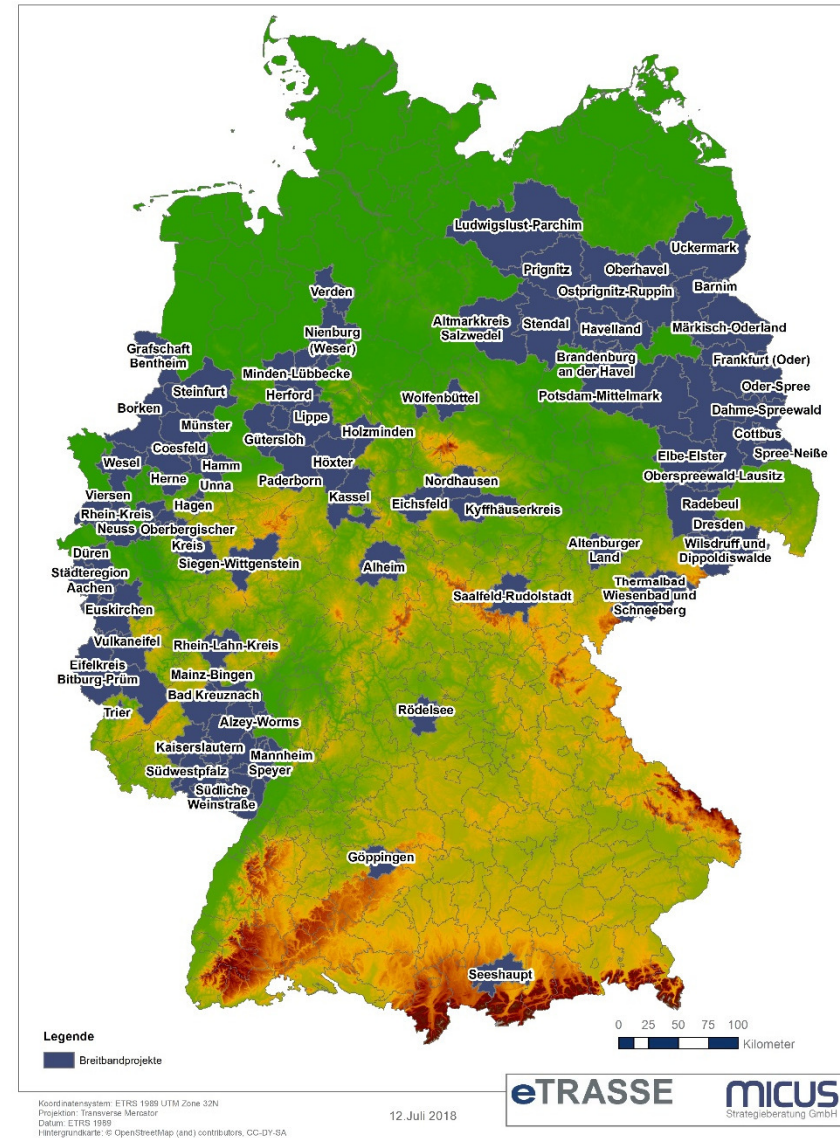 Ludwigslust-Parchim
Uckermark
Prignitz
Oberhavel
Verden
Ostprignitz-Ruppin
Barnim
Altmarkkreis
Salzwedel
Stendal
Havelland
Märkisch-Oderland
Nienburg
(Weser)
Grafschaft
Bentheim
Minden-Lübbecke
Brandenburg
an der Havel
Frankfurt (Oder)
Steinfurt
Herford
Wolfenbüttel
Potsdam-Mittelmark
Oder-Spree
Borken
Lippe
Dahme-Spreewald
Münster
Gütersloh
Holzminden
Cottbus
Coesfeld
Spree-Neiße
Wesel
Hamm
Höxter
Elbe-Elster
Herne
Unna
Paderborn
Nordhausen
Oberspreewald-Lausitz
Viersen
Kassel
Eichsfeld
Kyffhäuserkreis
Radebeul
Rhein-Kreis
Neuss
Hagen
Oberbergischer
Kreis
Dresden
Düren
Siegen-Wittgenstein
Alheim
Altenburger
Land
Wilsdruff und
Dippoldiswalde
Städteregion
Aachen
Saalfeld-Rudolstadt
Thermalbad
Wiesenbad und
Schneeberg
Euskirchen
Vulkaneifel
Rhein-Lahn-Kreis
Eifelkreis
Bitburg-Prüm
Mainz-Bingen
Bad Kreuznach
Trier
Alzey-Worms
Rödelsee
Kaiserslautern
Mannheim
Südwestpfalz
Speyer
Südliche
Weinstraße
Göppingen
Seeshaupt
Legende
Breitbandprojekte
0 25 50 75 100
Kilometer
Koordinatensystem: ETRS 1989 UTM Zone 32N
Projektion: Transverse Mercator
Datum: ETRS 1989
Hintergrundkarte: © OpenStreetMap (and) contributors, CC-DY-SA
12.Juli 2018
eTRASSE
MICUS
Strategieberatung GmbH